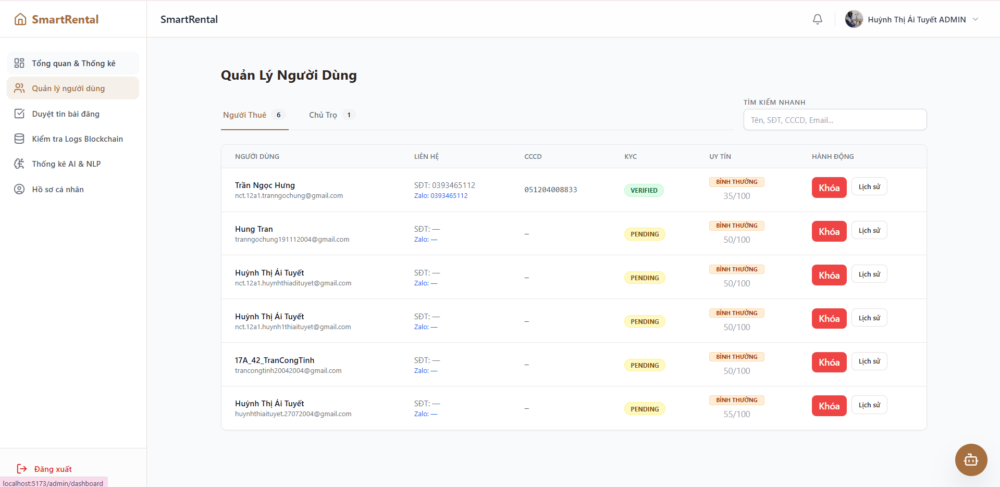 SmartRental
SmartRental
Huỳnh Thị Ái Tuyết ADMIN
Tổng quan & Thống kê
Quản lý người dùng
Duyệt tin bài đăng
Kiểm tra Logs Blockchain
Thống kê AI & NLP
Hồ sơ cá nhân
Đăng xuất
localhost:5173/admin/dashboard
Quản Lý Người Dùng
Người Thuê 6 Chủ Trọ 1
TÌM KIẾM NHANH
Tên, SĐT, CCCD, Email...
NGƯỜI DÙNG LIÊN HỆ CCCD KYC UY TÍN HÀNH ĐỘNG
Trần Ngọc Hưng SĐT: 0393465112 051204008833 VERIFIED BÌNH THƯỜNG Khóa Lịch sử
nct.12a1.tranngochung@gmail.com Zalo: 0393465112 35/100
Hung Tran SĐT: — — PENDING BÌNH THƯỜNG Khóa Lịch sử
tranngochung191112004@gmail.com Zalo: — 50/100
Huỳnh Thị Ái Tuyết SĐT: — — PENDING BÌNH THƯỜNG Khóa Lịch sử
nct.12a1.huynhthiadituyet@gmail.com Zalo: — 50/100
Huỳnh Thị Ái Tuyết SĐT: — — PENDING BÌNH THƯỜNG Khóa Lịch sử
nct.12a1.huynh1thiaituyet@gmail.com Zalo: — 50/100
17A_42_TranCongTinh SĐT: — — PENDING BÌNH THƯỜNG Khóa Lịch sử
trancongtinh20042004@gmail.com Zalo: — 50/100
Huỳnh Thị Ái Tuyết SĐT: — — PENDING BÌNH THƯỜNG Khóa Lịch sử
huynhthiaituyet.27072004@gmail.com Zalo: — 55/100